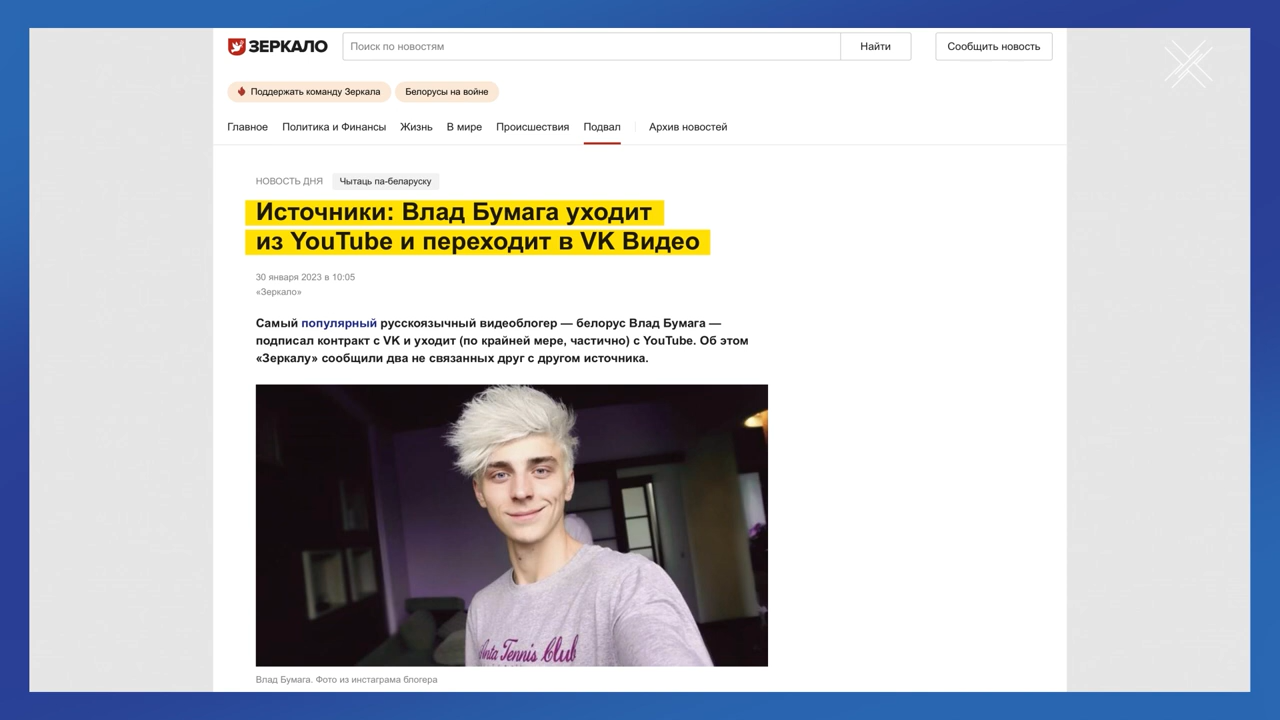 ЗЕРКАЛО
Поиск по новостям
Найти
Сообщить новость
Поддержать команду Зеркала
Белорусы на войне
Главное
Политика и Финансы
Жизнь
В мире
Происшествия
Подвал
Архив новостей
НОВОСТЬ ДНЯ
Чытаць па-беларуску
Источники: Влад Бумага уходит
из YouTube и переходит в VK Видео
30 января 2023 в 10:05
«Зеркало»
Самый популярный русскоязычный видеоблогер — белорус Влад Бумага —
подписал контракт с VK и уходит (по крайней мере, частично) с YouTube. Об этом
«Зеркалу» сообщили два не связанных друг с другом источника.
Tennis Club
Влад Бумага. Фото из инстаграма блогера